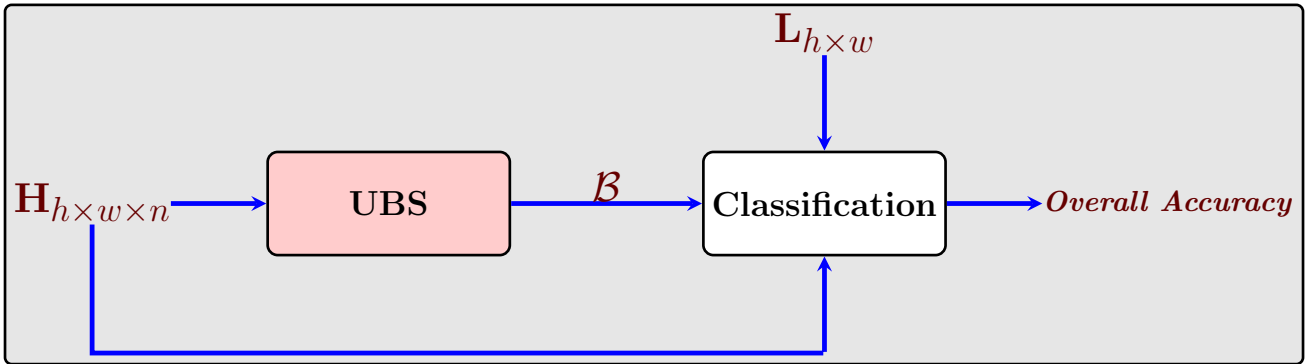 L_{h×w}
H_{h×w×n}
UBS
ℬ
Classification
Overall Accuracy